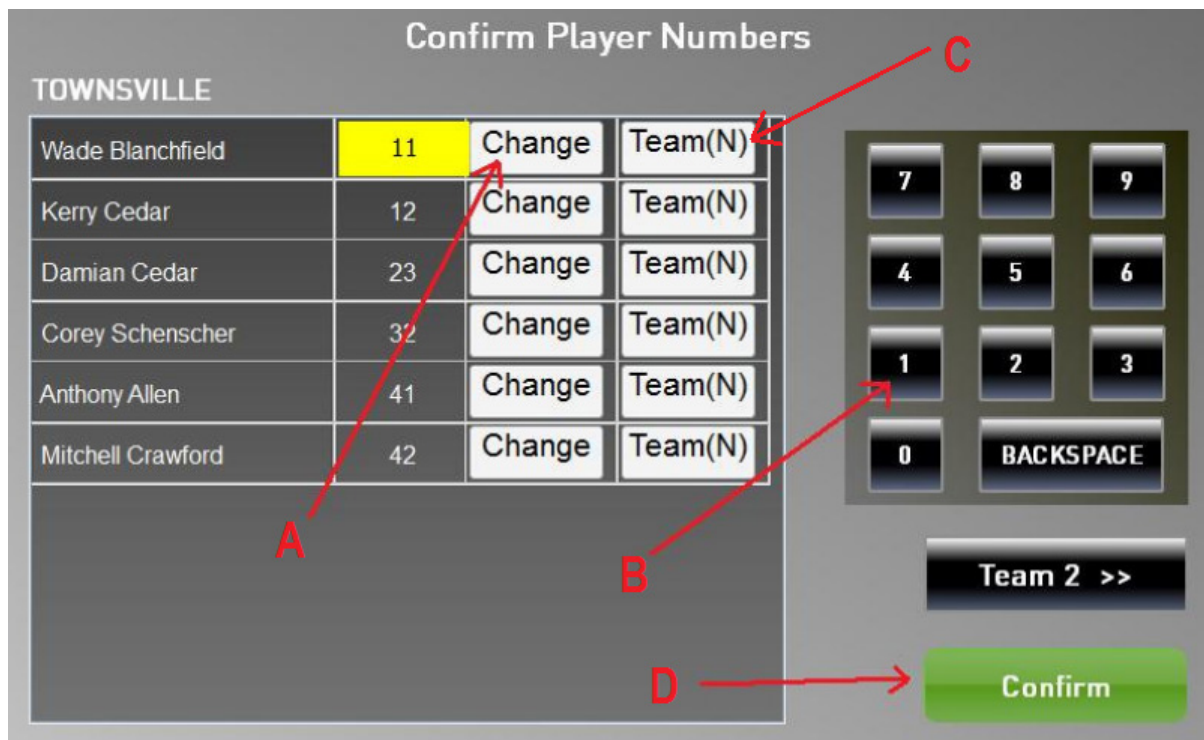 Confirm Player Numbers
C
TOWNSVILLE
Wade Blanchfield 11 Change Team(N)
Kerry Cedar 12 Change Team(N)
Damian Cedar 23 Change Team(N)
Corey Schenscher 32 Change Team(N)
Anthony Allen 41 Change Team(N)
Mitchell Crawford 42 Change Team(N)
A
7 8 9
4 5 6
1 2 3
0 BACKSPACE
B
Team 2 >>
D
Confirm